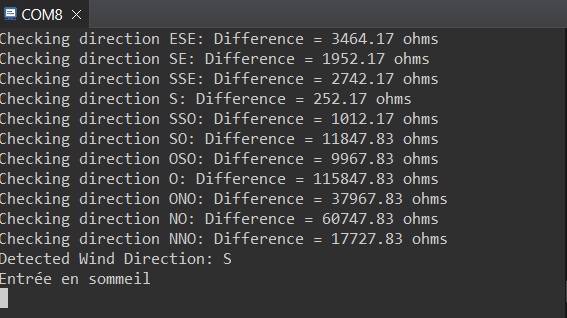 COM8
Checking direction ESE: Difference = 3464.17 ohms
Checking direction SE: Difference = 1952.17 ohms
Checking direction SSE: Difference = 2742.17 ohms
Checking direction S: Difference = 252.17 ohms
Checking direction SSO: Difference = 1012.17 ohms
Checking direction SO: Difference = 11847.83 ohms
Checking direction OSO: Difference = 9967.83 ohms
Checking direction O: Difference = 115847.83 ohms
Checking direction ONO: Difference = 37967.83 ohms
Checking direction NO: Difference = 60747.83 ohms
Checking direction NNO: Difference = 17727.83 ohms
Detected Wind Direction: S
Entrée en sommeil